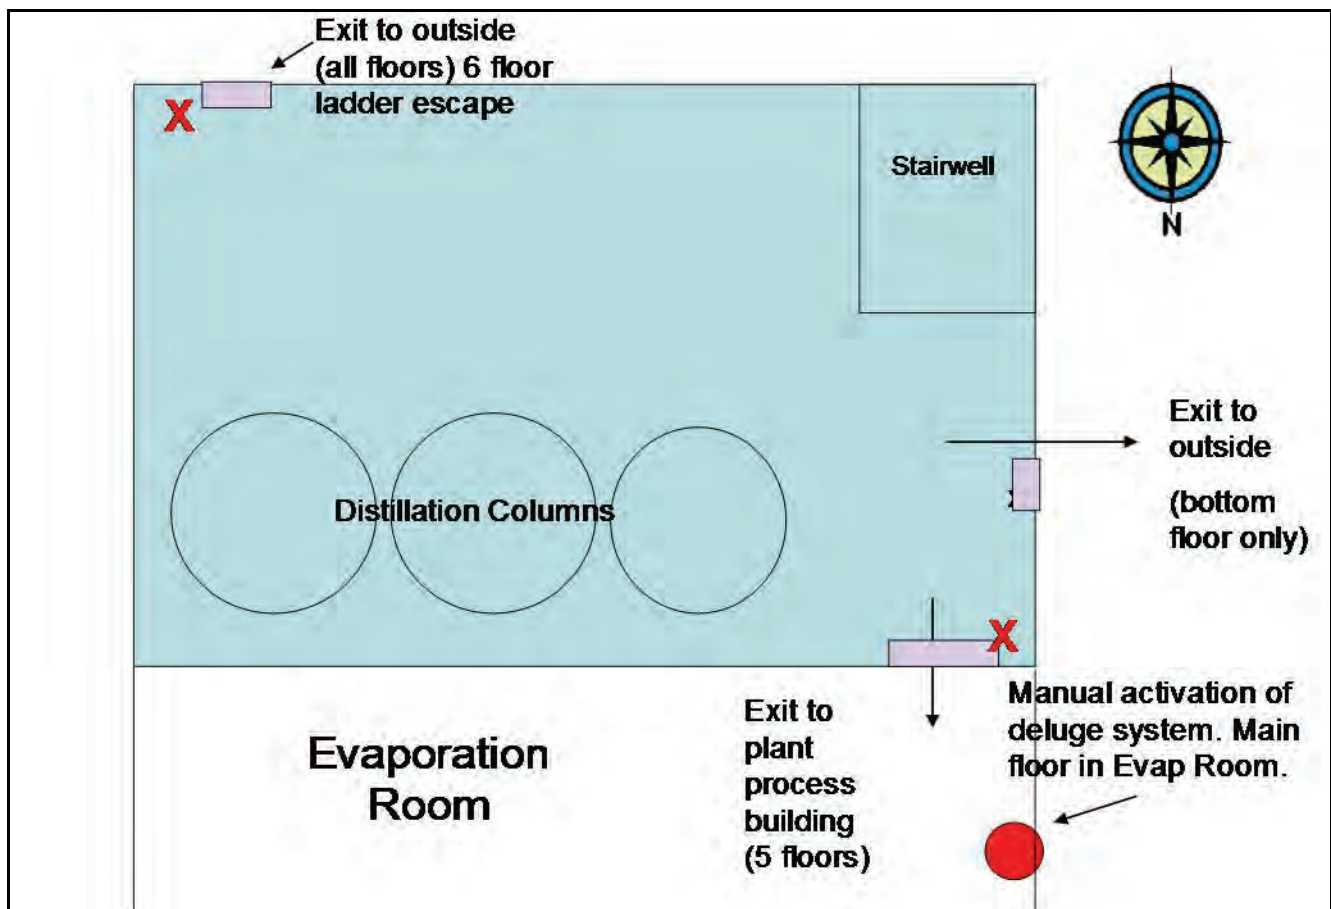 Exit to outside
(all floors) 6 floor
ladder escape
X
Stairwell
N
Exit to
outside
(bottom
floor only)
Distillation Columns
X
Manual activation of
deluge system. Main
floor in Evap Room.
Exit to
plant
process
building
(5 floors)
Evaporation
Room